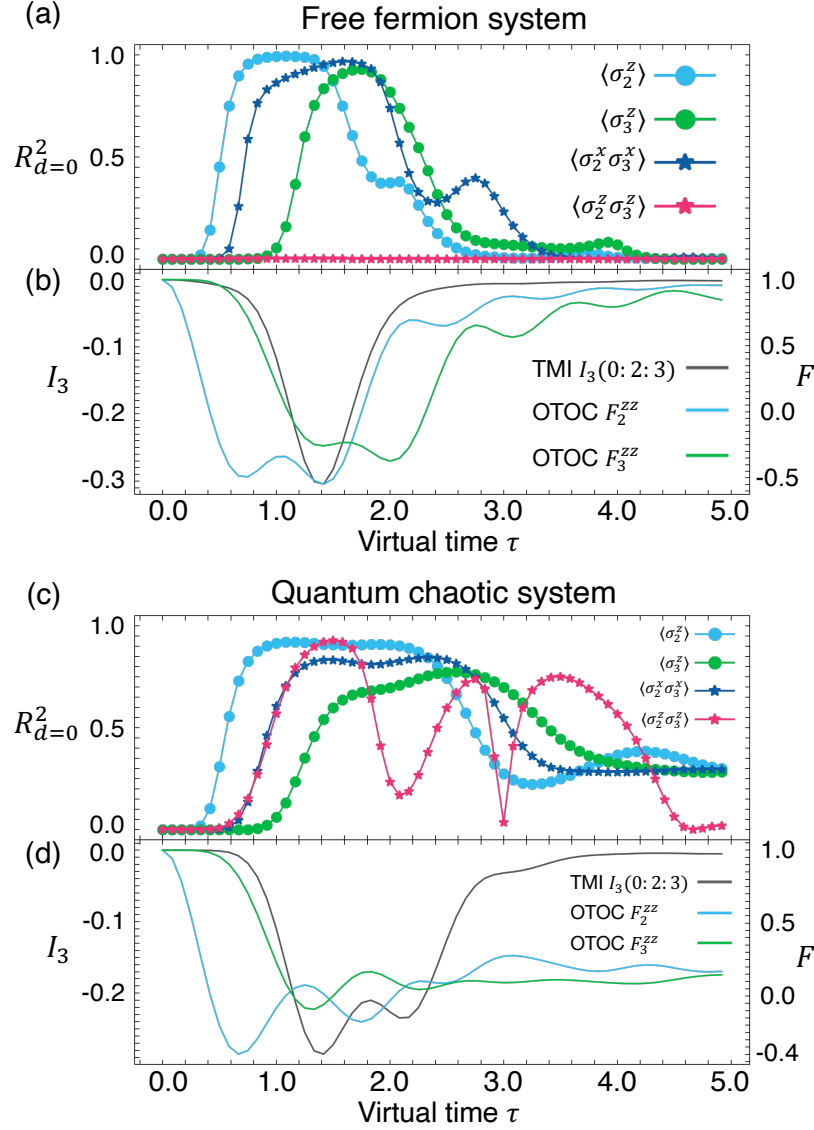 (a) Free fermion system
1.0
0.5
0.0
R²_{d=0}
⟨σ₂ᶻ⟩
⟨σ₃ᶻ⟩
⟨σ₂ˣσ₃ˣ⟩
⟨σ₂ᶻσ₃ᶻ⟩
(b)
0.0
-0.1
-0.2
-0.3
I₃
1.0
0.5
0.0
-0.5
F
TMI I₃(0:2:3)
OTOC F₂ᶻᶻ
OTOC F₃ᶻᶻ
0.0 1.0 2.0 3.0 4.0 5.0
Virtual time τ
(c) Quantum chaotic system
1.0
0.5
0.0
R²_{d=0}
⟨σ₂ᶻ⟩
⟨σ₃ᶻ⟩
⟨σ₂ˣσ₃ˣ⟩
⟨σ₂ᶻσ₃ᶻ⟩
(d)
0.0
-0.1
-0.2
I₃
1.0
0.5
0.0
-0.4
F
TMI I₃(0:2:3)
OTOC F₂ᶻᶻ
OTOC F₃ᶻᶻ
0.0 1.0 2.0 3.0 4.0 5.0
Virtual time τ